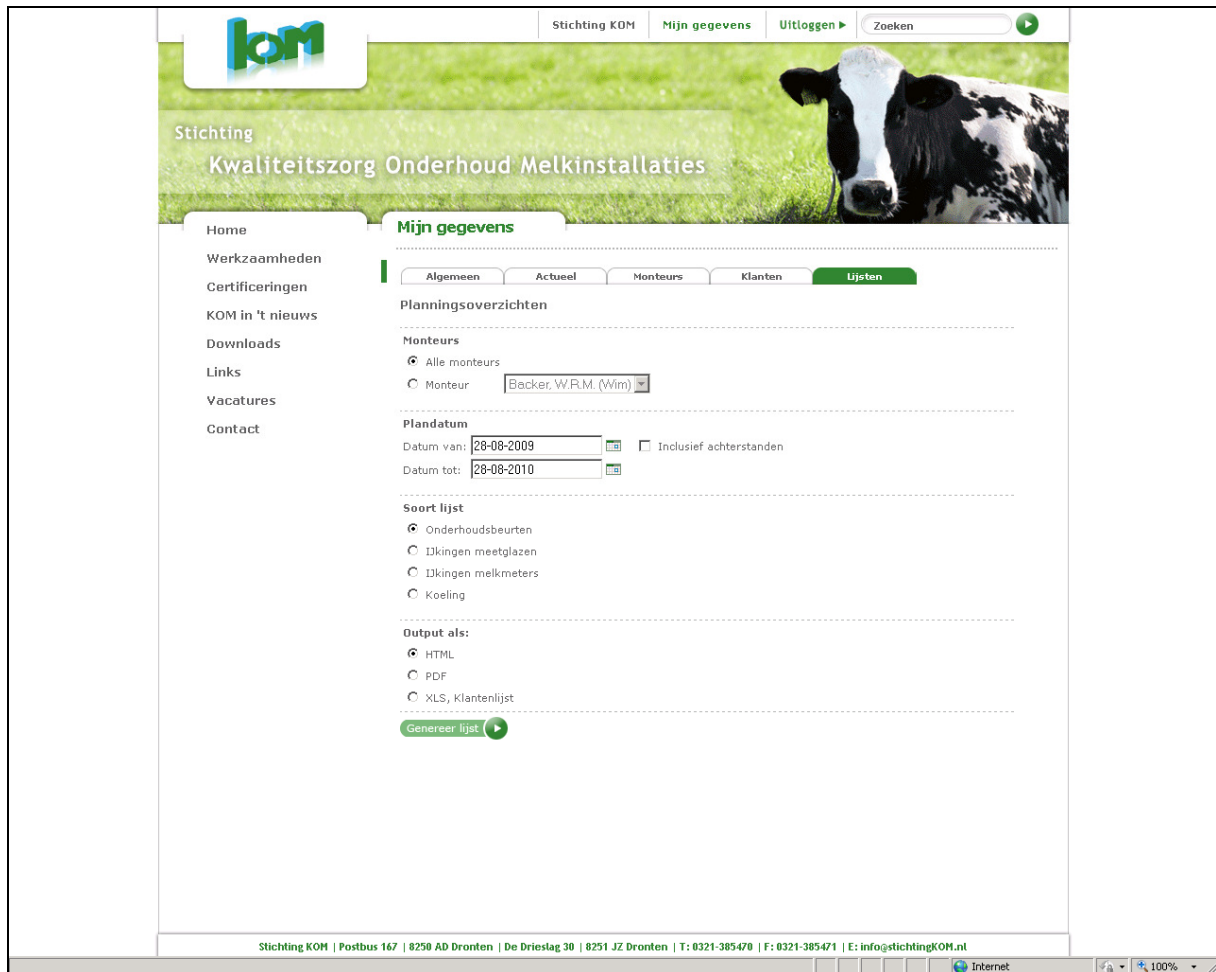 kom
Stichting KOM Mijn gegevens Uitloggen Zoeken
Stichting
Kwaliteitszorg Onderhoud Melkinstallaties
Home
Werkzaamheden
Certificeringen
KOM in 't nieuws
Downloads
Links
Vacatures
Contact
Mijn gegevens
Algemeen Actueel Monteurs Klanten Lijsten
Planningsoverzichten
Monteurs
Alle monteurs
Monteur Backer, W.R.M. (Wim)
Plandatum
Datum van: 28-08-2009 Inclusief achterstanden
Datum tot: 28-08-2010
Soort lijst
Onderhoudsbeurten
IJkingen meetglazen
IJkingen melkmeters
Koeling
Output als:
HTML
PDF
XLS, Klantenlijst
Genereer lijst
Stichting KOM | Postbus 167 | 8250 AD Dronten | De Drieslag 30 | 8251 JZ Dronten | T: 0321-385470 | F: 0321-385471 | E: info@stichtingKOM.nl
Internet 100%